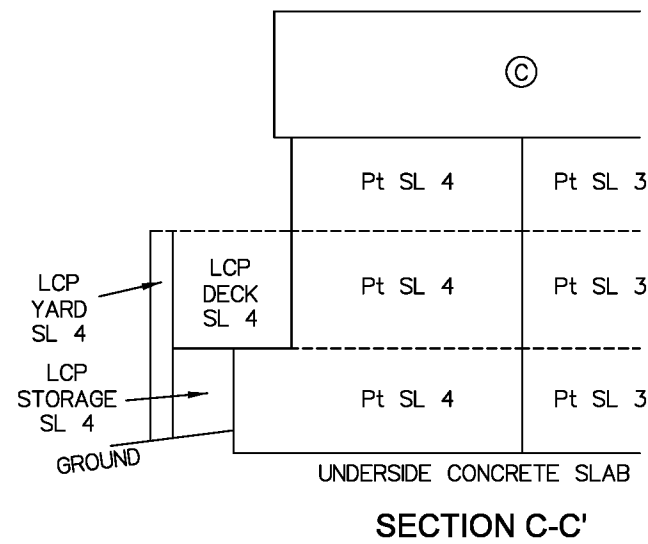 ©
Pt SL 4
Pt SL 3
LCP
YARD
SL 4
LCP
DECK
SL 4
Pt SL 4
Pt SL 3
LCP
STORAGE
SL 4
Pt SL 4
Pt SL 3
GROUND
UNDERSIDE CONCRETE SLAB
SECTION C-C'